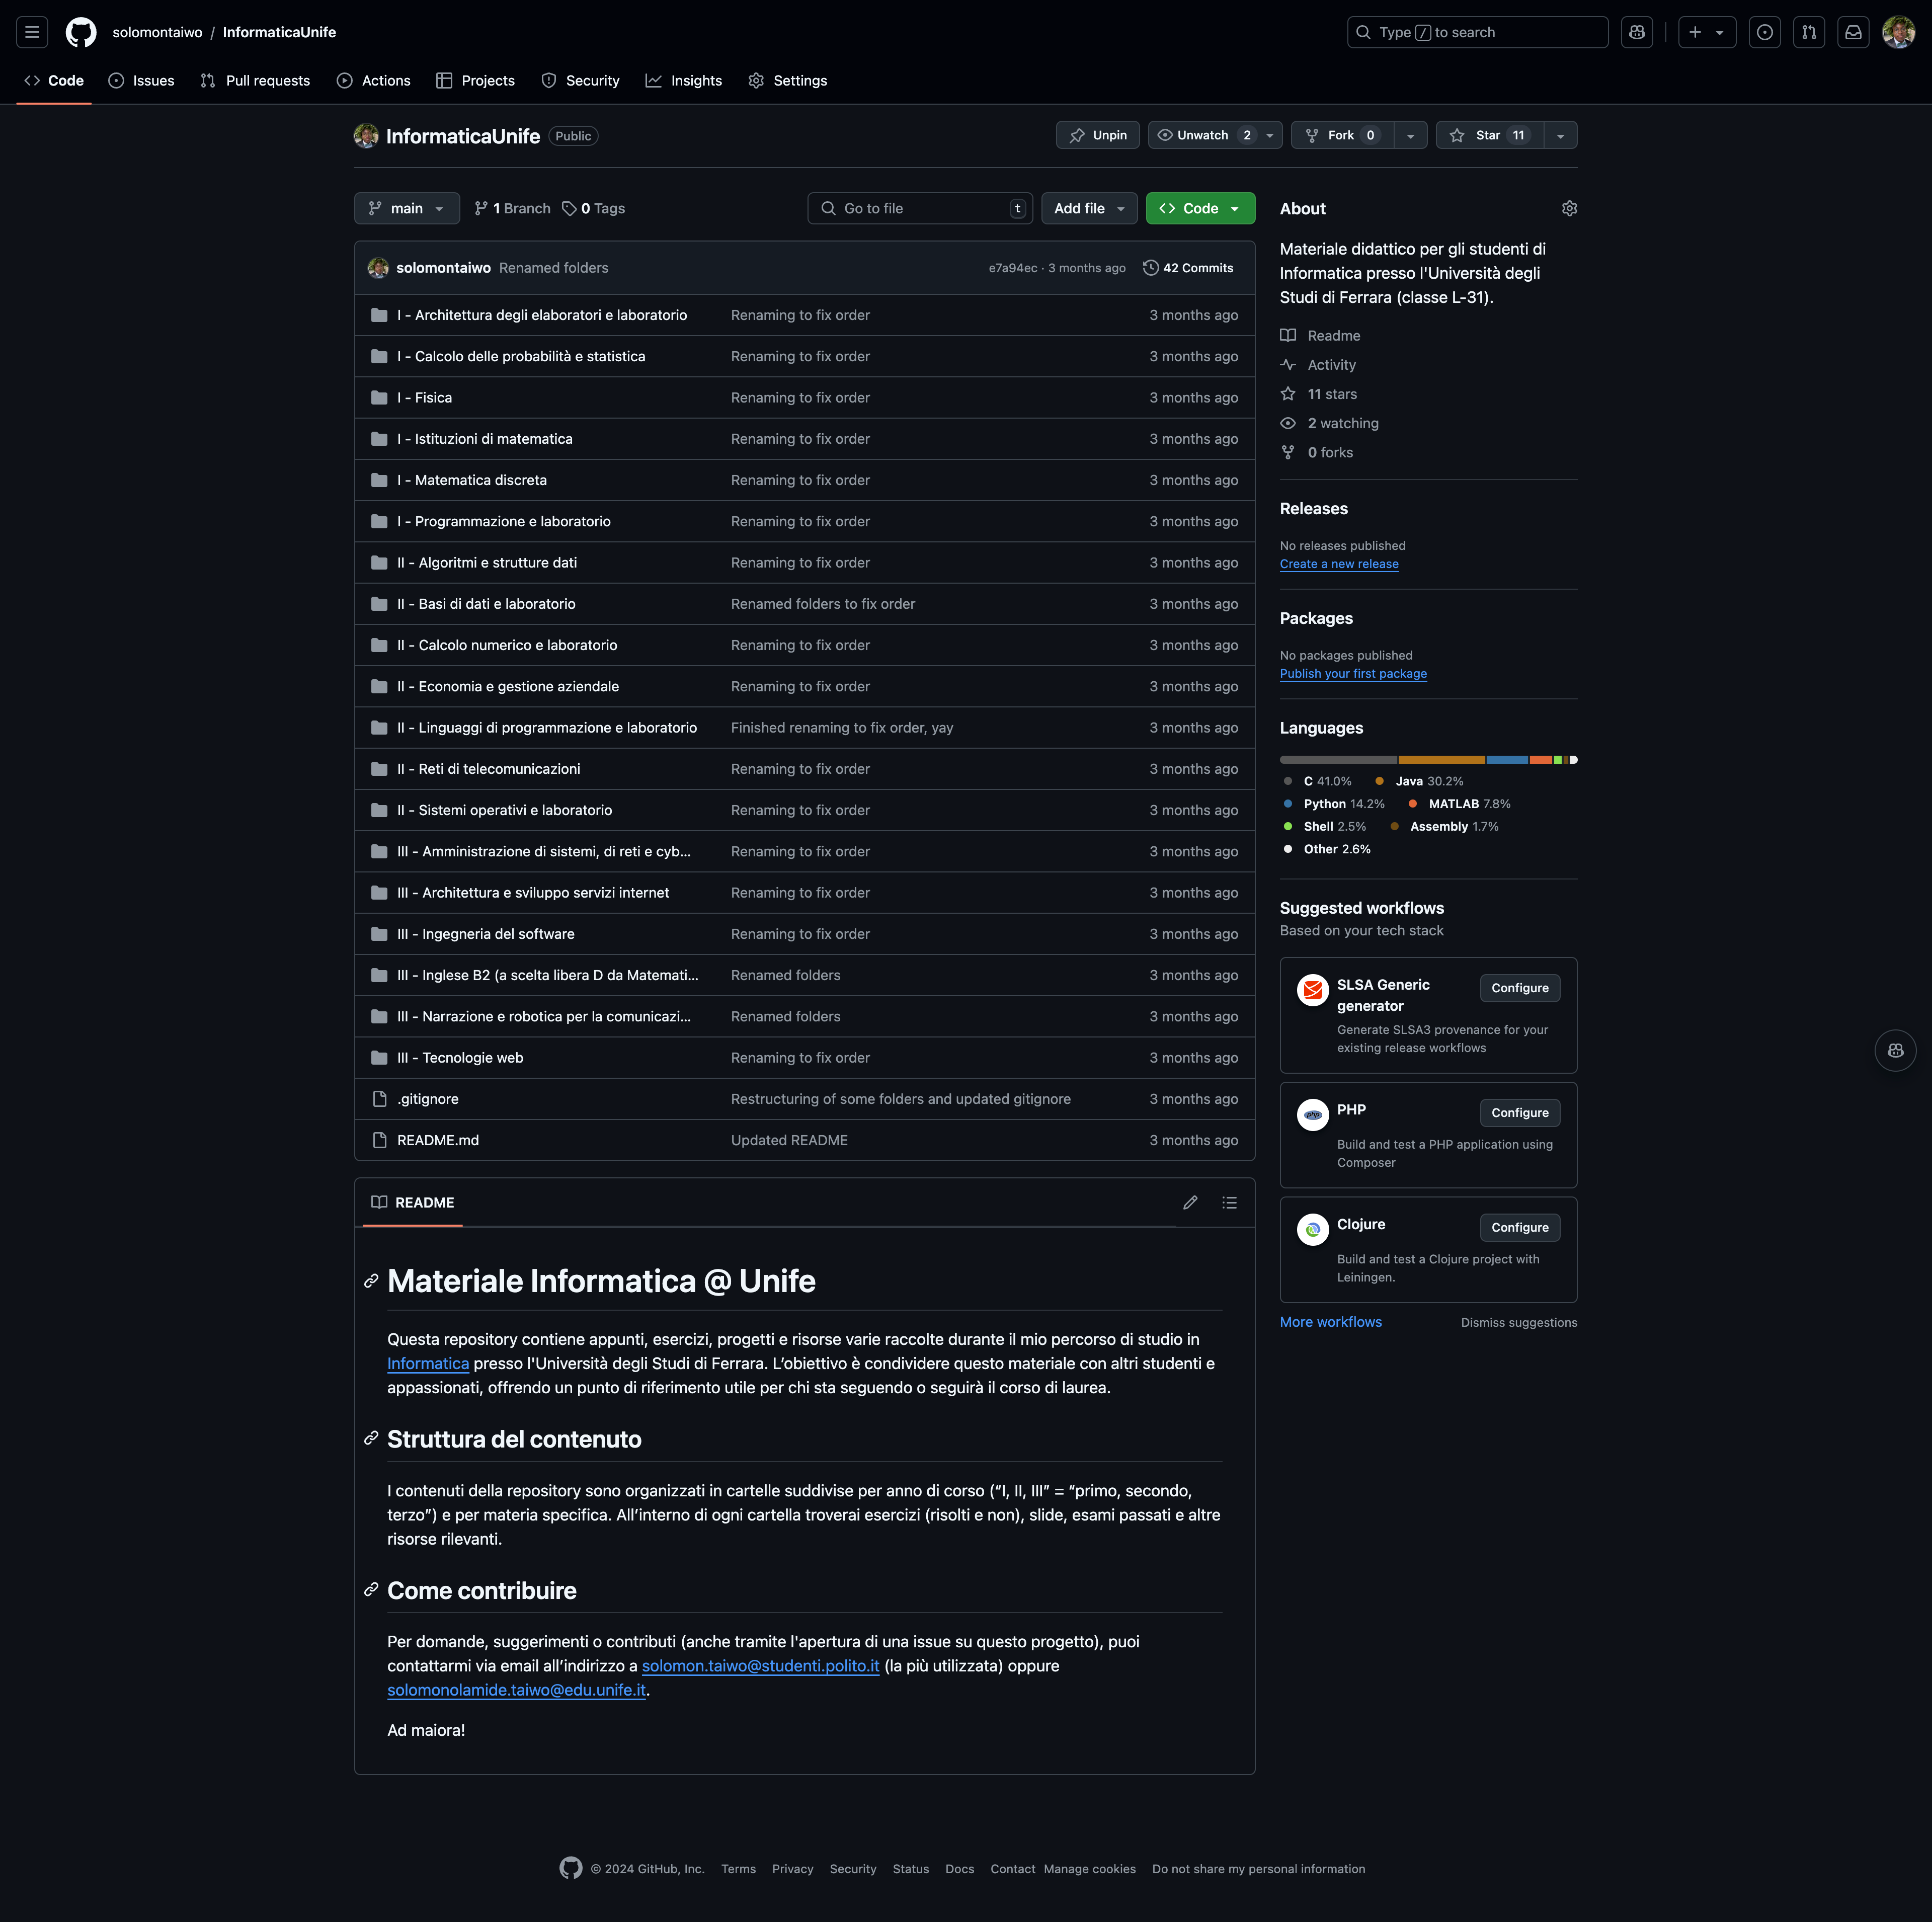 solomontaiwo / InformaticaUnife
Type / to search
Code Issues Pull requests Actions Projects Security Insights Settings
InformaticaUnife Public
Unpin Unwatch 2 Fork 0 Star 11
main 1 Branch 0 Tags
Go to file t
Add file Code
solomontaiwo Renamed folders e7a94ec · 3 months ago 42 Commits
I - Architettura degli elaboratori e laboratorio Renaming to fix order 3 months ago
I - Calcolo delle probabilità e statistica Renaming to fix order 3 months ago
I - Fisica Renaming to fix order 3 months ago
I - Istituzioni di matematica Renaming to fix order 3 months ago
I - Matematica discreta Renaming to fix order 3 months ago
I - Programmazione e laboratorio Renaming to fix order 3 months ago
II - Algoritmi e strutture dati Renaming to fix order 3 months ago
II - Basi di dati e laboratorio Renamed folders to fix order 3 months ago
II - Calcolo numerico e laboratorio Renaming to fix order 3 months ago
II - Economia e gestione aziendale Renaming to fix order 3 months ago
II - Linguaggi di programmazione e laboratorio Finished renaming to fix order, yay 3 months ago
II - Reti di telecomunicazioni Renaming to fix order 3 months ago
II - Sistemi operativi e laboratorio Renaming to fix order 3 months ago
III - Amministrazione di sistemi, di reti e cyb... Renaming to fix order 3 months ago
III - Architettura e sviluppo servizi internet Renaming to fix order 3 months ago
III - Ingegneria del software Renaming to fix order 3 months ago
III - Inglese B2 (a scelta libera D da Matemati... Renamed folders 3 months ago
III - Narrazione e robotica per la comunicazi... Renamed folders 3 months ago
III - Tecnologie web Renaming to fix order 3 months ago
.gitignore Restructuring of some folders and updated gitignore 3 months ago
README.md Updated README 3 months ago
README
Materiale Informatica @ Unife
Questa repository contiene appunti, esercizi, progetti e risorse varie raccolte durante il mio percorso di studio in
Informatica presso l'Università degli Studi di Ferrara. L’obiettivo è condividere questo materiale con altri studenti e
appassionati, offrendo un punto di riferimento utile per chi sta seguendo o seguirà il corso di laurea.
Struttura del contenuto
I contenuti della repository sono organizzati in cartelle suddivise per anno di corso (“I, II, III” = “primo, secondo,
terzo”) e per materia specifica. All’interno di ogni cartella troverai esercizi (risolti e non), slide, esami passati e altre
risorse rilevanti.
Come contribuire
Per domande, suggerimenti o contributi (anche tramite l'apertura di una issue su questo progetto), puoi
contattarmi via email all’indirizzo a solomon.taiwo@studenti.polito.it (la più utilizzata) oppure
solomonolamide.taiwo@edu.unife.it.
Ad maiora!
About
Materiale didattico per gli studenti di
Informatica presso l'Università degli
Studi di Ferrara (classe L-31).
Readme
Activity
11 stars
2 watching
0 forks
Releases
No releases published
Create a new release
Packages
No packages published
Publish your first package
Languages
C 41.0% Java 30.2%
Python 14.2% MATLAB 7.8%
Shell 2.5% Assembly 1.7%
Other 2.6%
Suggested workflows
Based on your tech stack
SLSA Generic
generator
Configure
Generate SLSA3 provenance for your
existing release workflows
php
PHP
Configure
Build and test a PHP application using
Composer
Clojure
Configure
Build and test a Clojure project with
Leiningen.
More workflows Dismiss suggestions
© 2024 GitHub, Inc. Terms Privacy Security Status Docs Contact Manage cookies Do not share my personal information